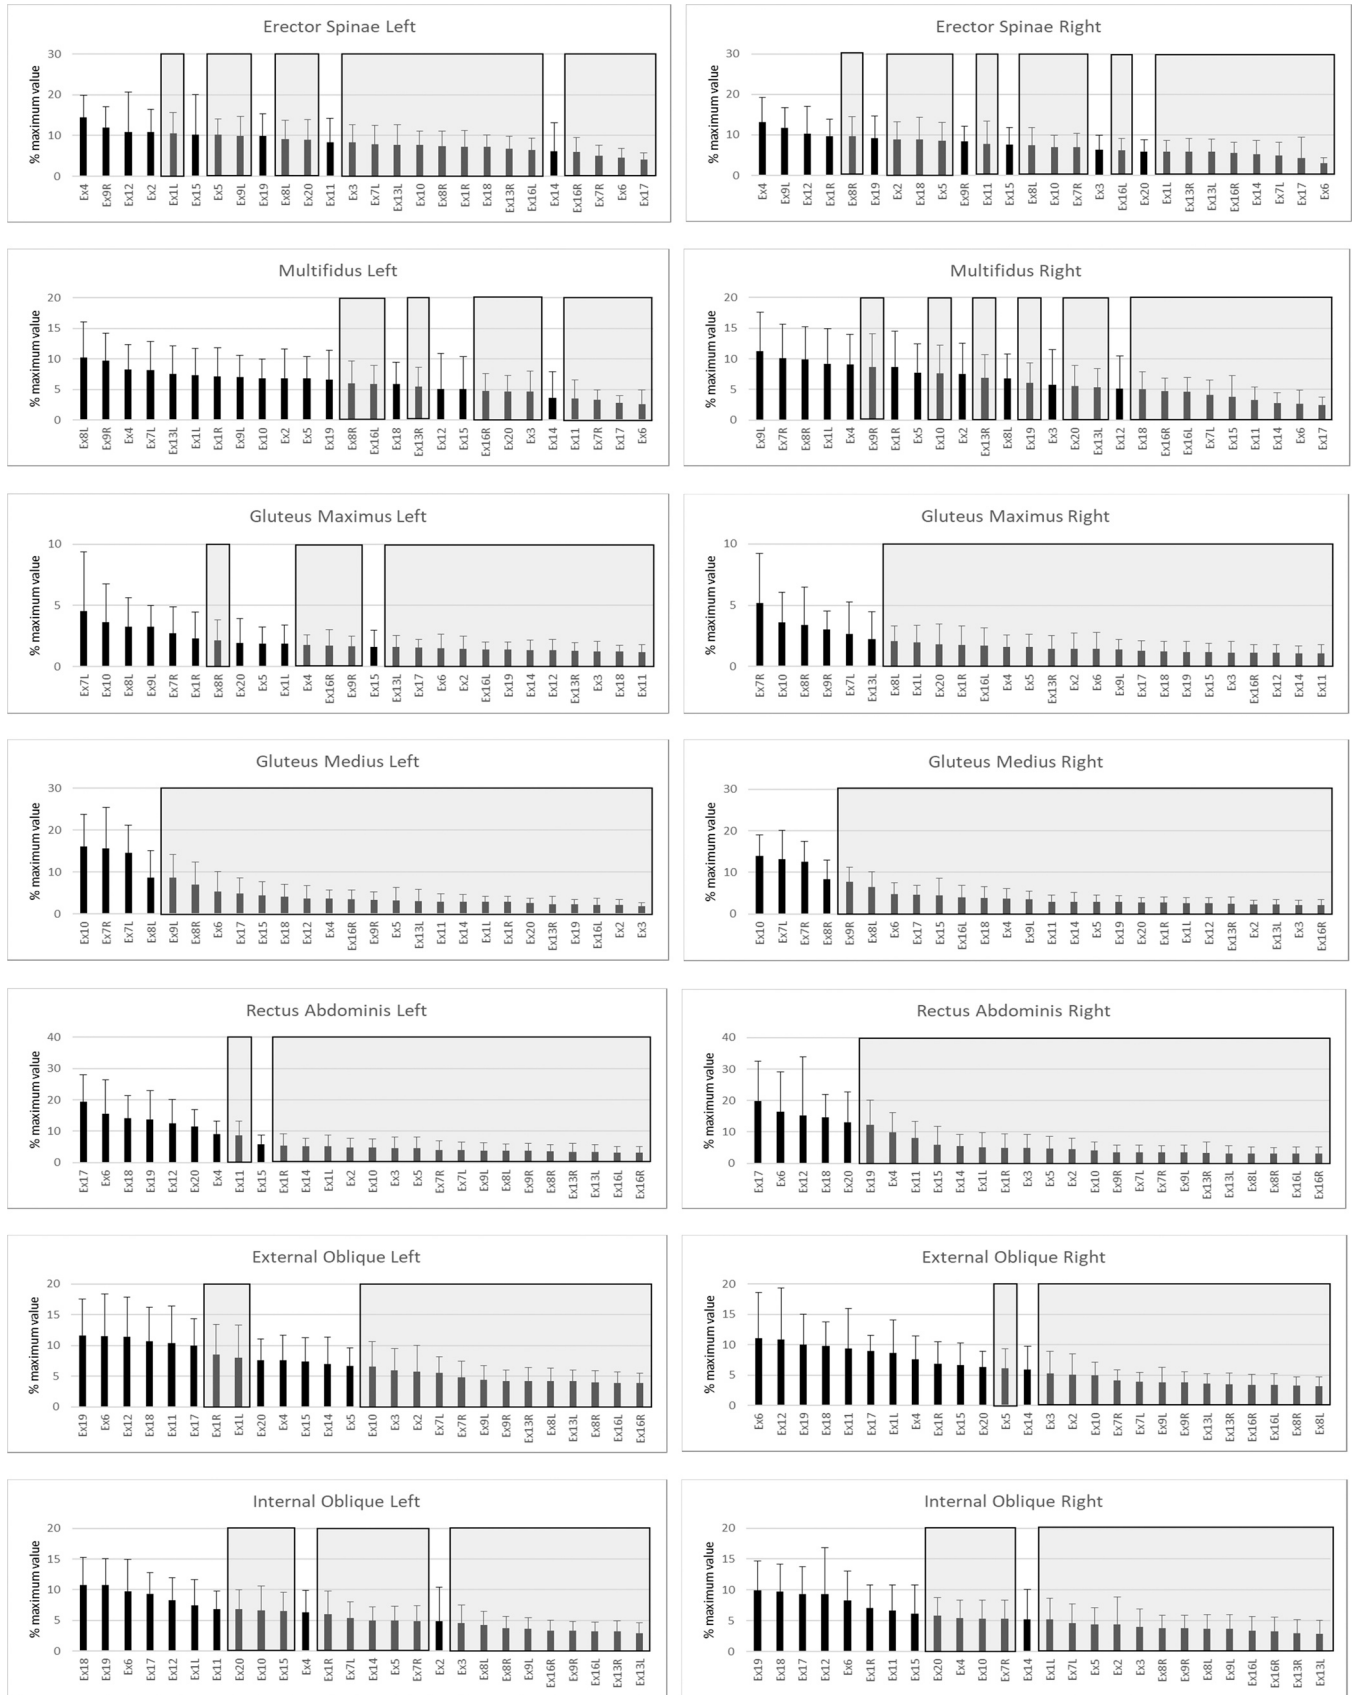 Erector Spinae Left
% maximum value
30
20
10
0
Ex4 Ex9R Ex12 Ex2 Ex1L Ex15 Ex5 Ex9L Ex19 Ex8L Ex20 Ex11 Ex3 Ex7L Ex13L Ex10 Ex8R Ex1R Ex18 Ex13R Ex16L Ex14 Ex16R Ex7R Ex6 Ex17
Erector Spinae Right
% maximum value
30
20
10
0
Ex4 Ex9L Ex12 Ex1R Ex8R Ex19 Ex2 Ex18 Ex5 Ex9R Ex11 Ex15 Ex8L Ex10 Ex7R Ex3 Ex16L Ex20 Ex1L Ex13R Ex13L Ex16R Ex14 Ex7L Ex17 Ex6
Multifidus Left
% maximum value
20
15
10
5
0
Ex8L Ex9R Ex4 Ex7L Ex13L Ex1L Ex1R Ex9L Ex10 Ex2 Ex5 Ex19 Ex8R Ex16L Ex18 Ex13R Ex12 Ex15 Ex16R Ex20 Ex3 Ex14 Ex11 Ex7R Ex17 Ex6
Multifidus Right
% maximum value
20
15
10
5
0
Ex9L Ex7R Ex8R Ex1L Ex4 Ex9R Ex1R Ex5 Ex10 Ex2 Ex13R Ex8L Ex19 Ex3 Ex20 Ex13L Ex12 Ex18 Ex16R Ex16L Ex7L Ex15 Ex11 Ex14 Ex6 Ex17
Gluteus Maximus Left
% maximum value
10
5
0
Ex7L Ex10 Ex8L Ex9L Ex7R Ex1R Ex8R Ex20 Ex5 Ex1L Ex4 Ex16R Ex9R Ex15 Ex13L Ex17 Ex6 Ex2 Ex16L Ex19 Ex14 Ex12 Ex13R Ex3 Ex18 Ex11
Gluteus Maximus Right
% maximum value
10
5
0
Ex7R Ex10 Ex8R Ex9R Ex7L Ex13L Ex8L Ex1L Ex20 Ex1R Ex16L Ex4 Ex5 Ex13R Ex2 Ex6 Ex9L Ex17 Ex18 Ex19 Ex15 Ex3 Ex16R Ex12 Ex14 Ex11
Gluteus Medius Left
% maximum value
30
20
10
0
Ex10 Ex7R Ex7L Ex8L Ex9L Ex8R Ex6 Ex17 Ex15 Ex18 Ex12 Ex4 Ex16R Ex9R Ex5 Ex13L Ex11 Ex14 Ex1L Ex1R Ex20 Ex13R Ex19 Ex16L Ex2 Ex3
Gluteus Medius Right
% maximum value
30
20
10
0
Ex10 Ex7L Ex7R Ex8R Ex9R Ex8L Ex6 Ex17 Ex15 Ex16L Ex18 Ex4 Ex9L Ex11 Ex14 Ex5 Ex19 Ex20 Ex1R Ex1L Ex12 Ex13R Ex2 Ex13L Ex3 Ex16R
Rectus Abdominis Left
% maximum value
40
30
20
10
0
Ex17 Ex6 Ex18 Ex19 Ex12 Ex20 Ex4 Ex11 Ex15 Ex1R Ex14 Ex1L Ex2 Ex10 Ex3 Ex5 Ex7R Ex7L Ex9L Ex8L Ex9R Ex8R Ex13R Ex13L Ex16L Ex16R
Rectus Abdominis Right
% maximum value
40
30
20
10
0
Ex17 Ex6 Ex12 Ex18 Ex20 Ex19 Ex4 Ex11 Ex15 Ex14 Ex1L Ex1R Ex3 Ex5 Ex2 Ex10 Ex9R Ex7L Ex7R Ex9L Ex13R Ex13L Ex8L Ex8R Ex16L Ex16R
External Oblique Left
% maximum value
20
15
10
5
0
Ex19 Ex6 Ex12 Ex18 Ex11 Ex17 Ex1R Ex1L Ex20 Ex4 Ex15 Ex14 Ex5 Ex10 Ex3 Ex2 Ex7L Ex7R Ex9L Ex9R Ex13R Ex8L Ex13L Ex8R Ex16L Ex16R
External Oblique Right
% maximum value
20
15
10
5
0
Ex6 Ex12 Ex19 Ex18 Ex11 Ex17 Ex1L Ex4 Ex1R Ex15 Ex20 Ex5 Ex14 Ex3 Ex2 Ex10 Ex7R Ex7L Ex9L Ex9R Ex13L Ex13R Ex16R Ex16L Ex8R Ex8L
Internal Oblique Left
% maximum value
20
15
10
5
0
Ex18 Ex19 Ex6 Ex17 Ex12 Ex1L Ex11 Ex20 Ex10 Ex15 Ex4 Ex1R Ex7L Ex14 Ex5 Ex7R Ex2 Ex3 Ex8L Ex8R Ex9L Ex16R Ex9R Ex16L Ex13R Ex13L
Internal Oblique Right
% maximum value
20
15
10
5
0
Ex19 Ex18 Ex17 Ex12 Ex6 Ex1R Ex11 Ex15 Ex20 Ex4 Ex10 Ex7R Ex14 Ex1L Ex7L Ex5 Ex2 Ex3 Ex8R Ex9R Ex8L Ex9L Ex16L Ex16R Ex13R Ex13L